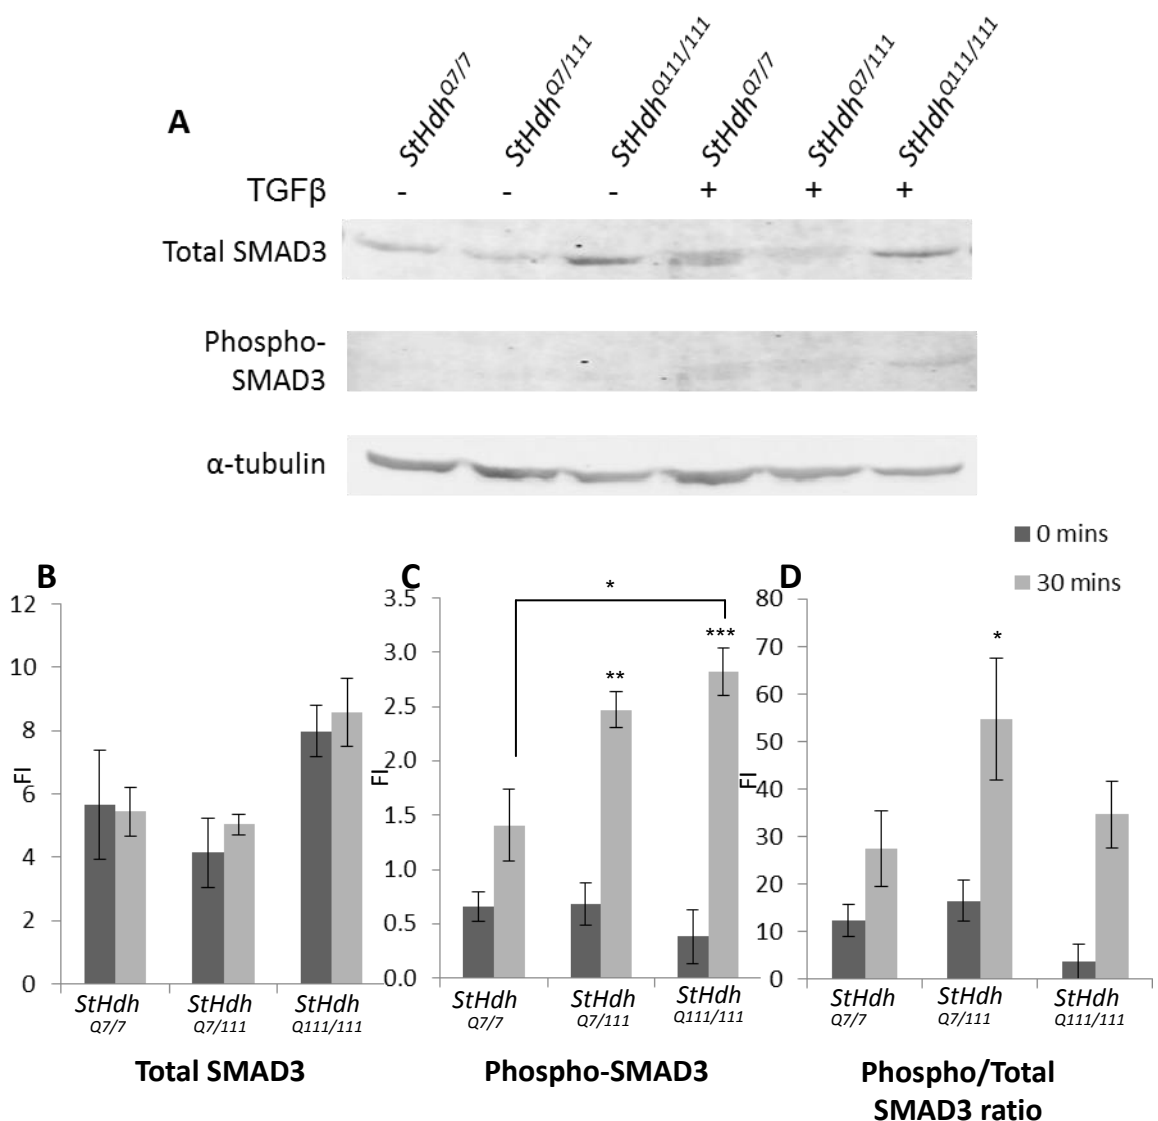 A
StHdhQ7/7 StHdhQ7/111 StHdhQ111/111 StHdhQ7/7 StHdhQ7/111 StHdhQ111/111
TGFβ - - - + + +
Total SMAD3
Phospho-
SMAD3
α-tubulin
0 mins
30 mins
B
12
10
8
6
4
2
0
FI
StHdh StHdh StHdh
Q7/7 Q7/111 Q111/111
Total SMAD3
C
3.5
3.0
2.5
2.0
1.5
1.0
0.5
0.0
FI
*
**
***
StHdh StHdh StHdh
Q7/7 Q7/111 Q111/111
Phospho-SMAD3
D
80
70
60
50
40
30
20
10
0
FI
*
StHdh StHdh StHdh
Q7/7 Q7/111 Q111/111
Phospho/Total
SMAD3 ratio